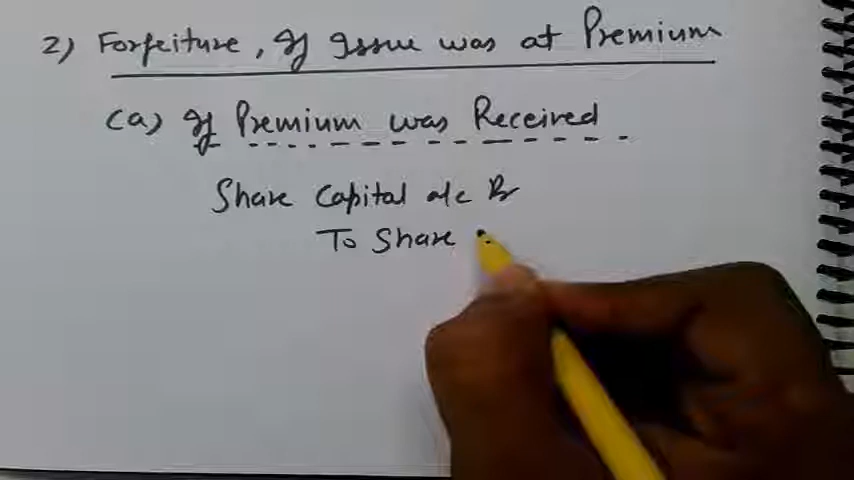 2) Forfeiture, If Issue was at Premium
(a) If Premium was Received
Share Capital a/c Dr
To Share